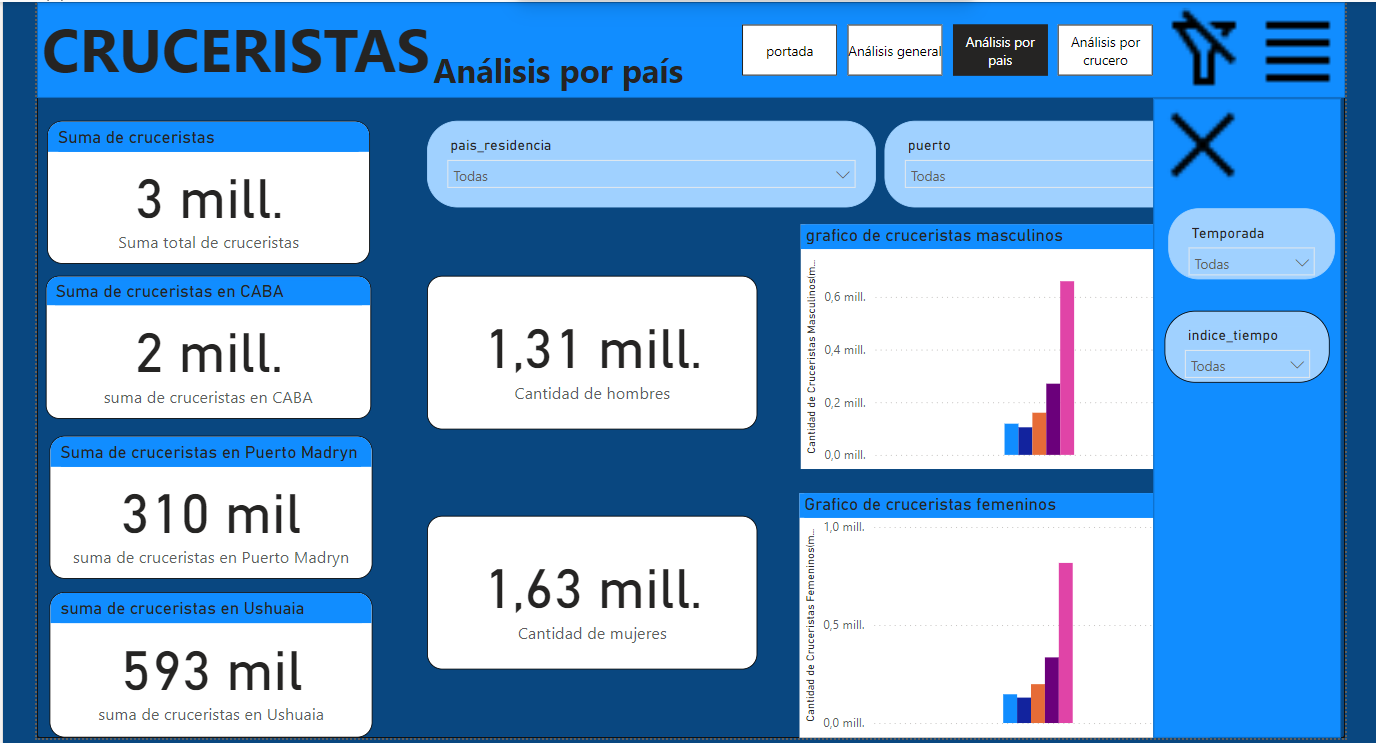 CRUCERISTAS
Análisis por país
portada
Análisis general
Análisis por
pais
Análisis por
crucero
Suma de cruceristas
3 mill.
Suma total de cruceristas
Suma de cruceristas en CABA
2 mill.
suma de cruceristas en CABA
Suma de cruceristas en Puerto Madryn
310 mil
suma de cruceristas en Puerto Madryn
suma de cruceristas en Ushuaia
593 mil
suma de cruceristas en Ushuaia
pais_residencia
Todas
puerto
Todas
1,31 mill.
Cantidad de hombres
1,63 mill.
Cantidad de mujeres
grafico de cruceristas masculinos
Cantidad de Cruceristas Masculinos(m...
0,6 mill.
0,4 mill.
0,2 mill.
0,0 mill.
Grafico de cruceristas femeninos
Cantidad de Cruceristas Femeninos(m...
1,0 mill.
0,5 mill.
0,0 mill.
Temporada
Todas
indice_tiempo
Todas